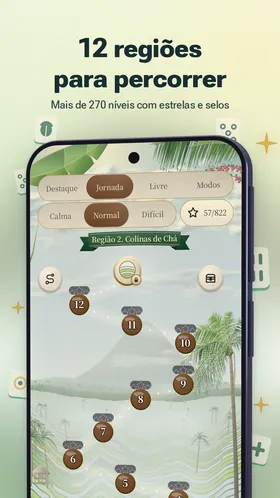 12 regiões
para percorrer
Mais de 270 níveis com estrelas e selos
Destaque Jornada Livre Modos
Calma Normal Difícil 57/822
Região 2. Colinas de Chá
12
11
10
9
8
7
6
5
4